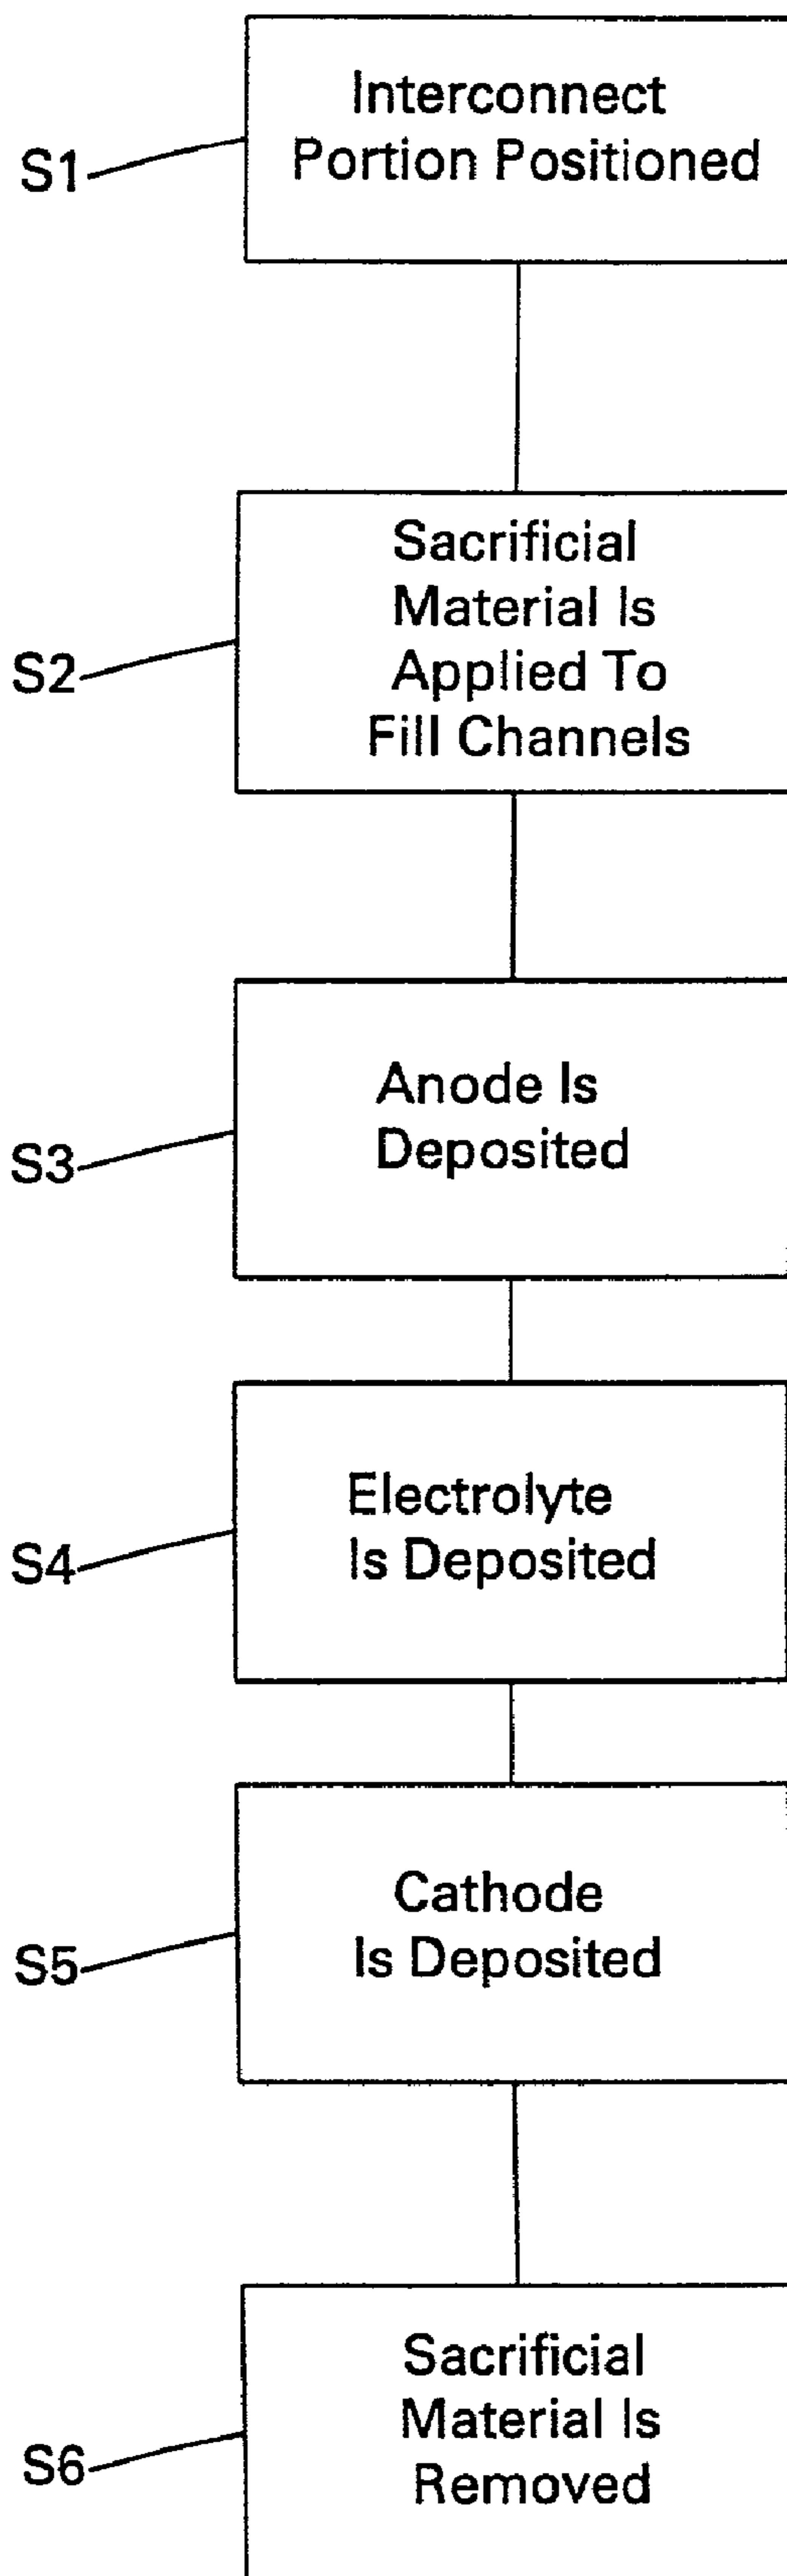 Interconnect
Portion Positioned
S1
Sacrificial
Material Is
Applied To
Fill Channels
S2
Anode Is
Deposited
S3
Electrolyte
Is Deposited
S4
Cathode
Is Deposited
S5
Sacrificial
Material Is
Removed
S6